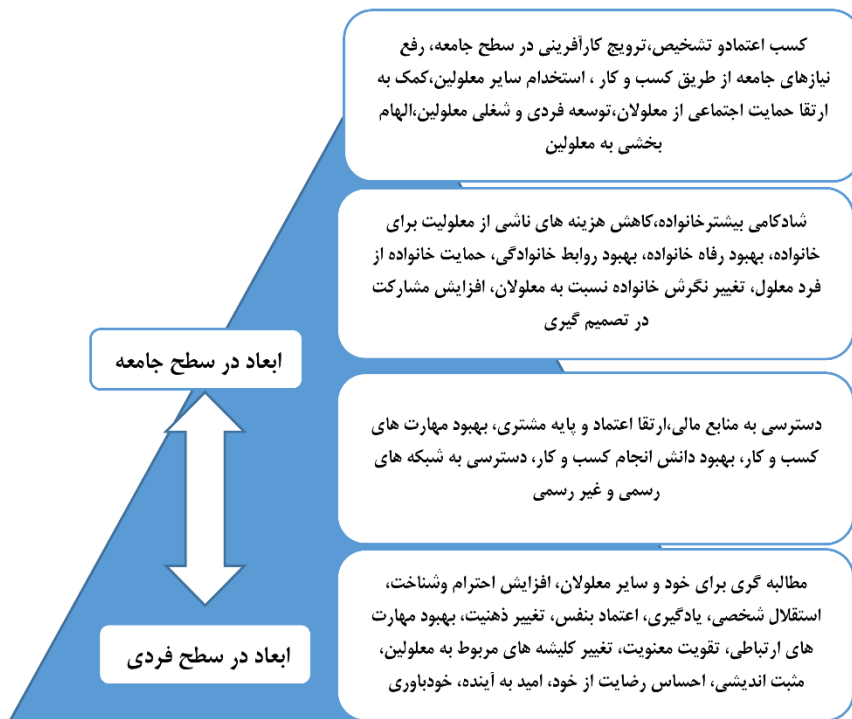 کسب اعتمادو تشخیص،ترویج کارآفرینی در سطح جامعه، رفع
نیازهای جامعه از طریق کسب و کار ، استخدام سایر معلولین،کمک به
ارتقا حمایت اجتماعی از معلولان،توسعه فردی و شغلی معلولین،الهام
بخشی به معلولین
شادکامی بیشترخانواده،کاهش هزینه های ناشی از معلولیت برای
خانواده، بهبود رفاه خانواده، بهبود روابط خانوادگی، حمایت خانواده از
فرد معلول، تغییر نگرش خانواده نسبت به معلولان، افزایش مشارکت
در تصمیم گیری
ابعاد در سطح جامعه
دسترسی به منابع مالی،ارتقا اعتماد و پایه مشتری، بهبود مهارت های
کسب و کار، بهبود دانش انجام کسب و کار، دسترسی به شبکه های
رسمی و غیر رسمی
مطالبه گری برای خود و سایر معلولان، افزایش احترام وشناخت،
استقلال شخصی، یادگیری، اعتماد بنفس، تغییر ذهنیت، بهبود مهارت
های ارتباطی، تقویت معنویت، تغییر کلیشه های مربوط به معلولین،
مثبت اندیشی، احساس رضایت از خود، امید به آینده، خودباوری
ابعاد در سطح فردی